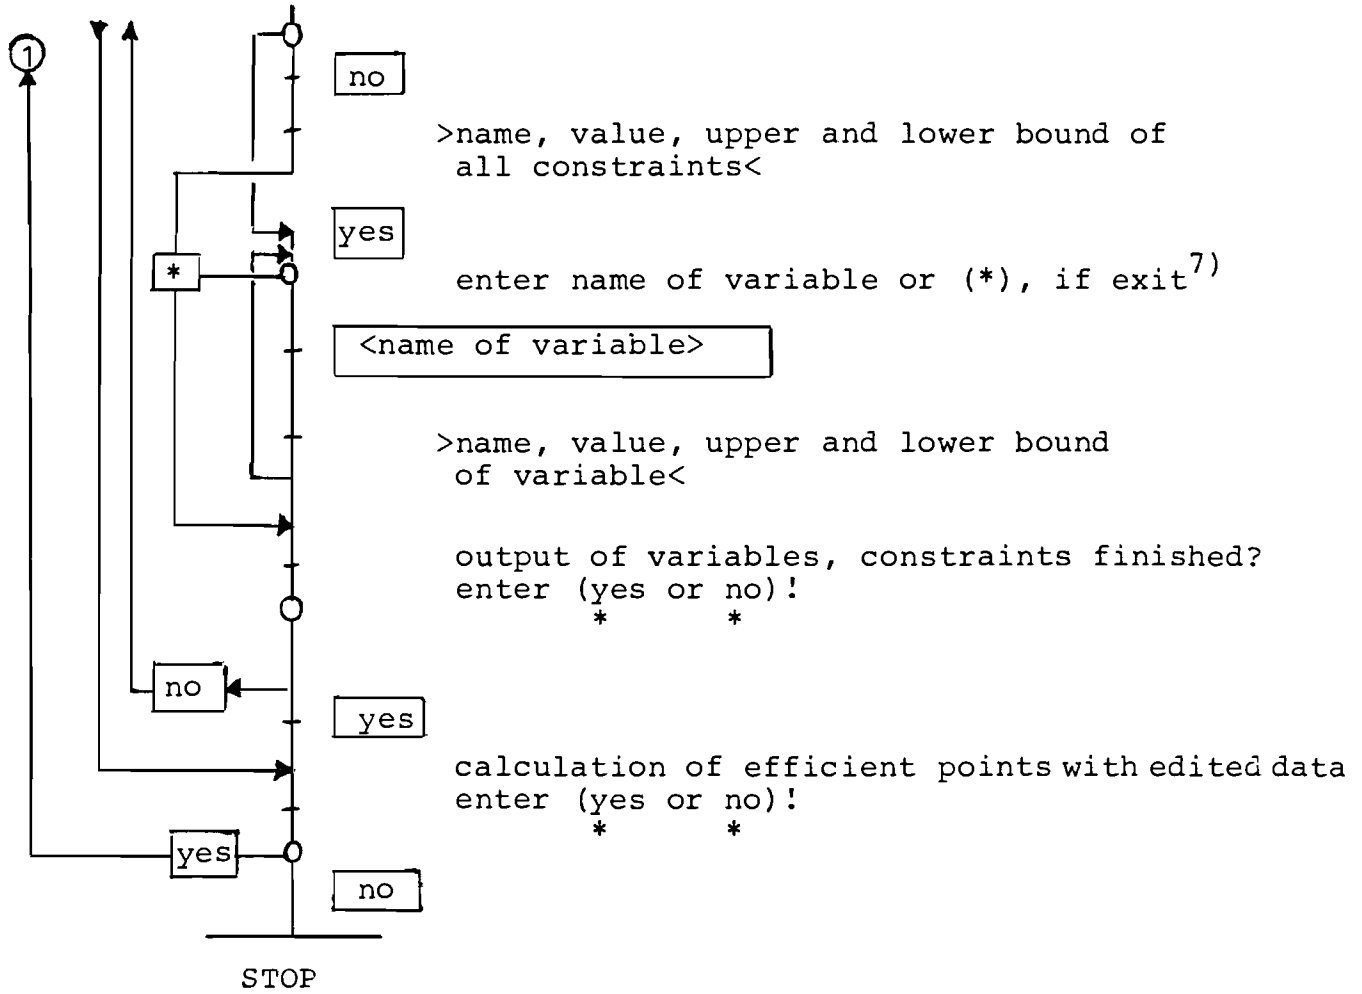 1
no
>name, value, upper and lower bound of
all constraints<
yes
*
enter name of variable or (*), if exit7)
<name of variable>
>name, value, upper and lower bound
of variable<
output of variables, constraints finished?
enter (yes or no)!
* *
no
yes
calculation of efficient points with edited data
enter (yes or no)!
* *
yes
no
STOP